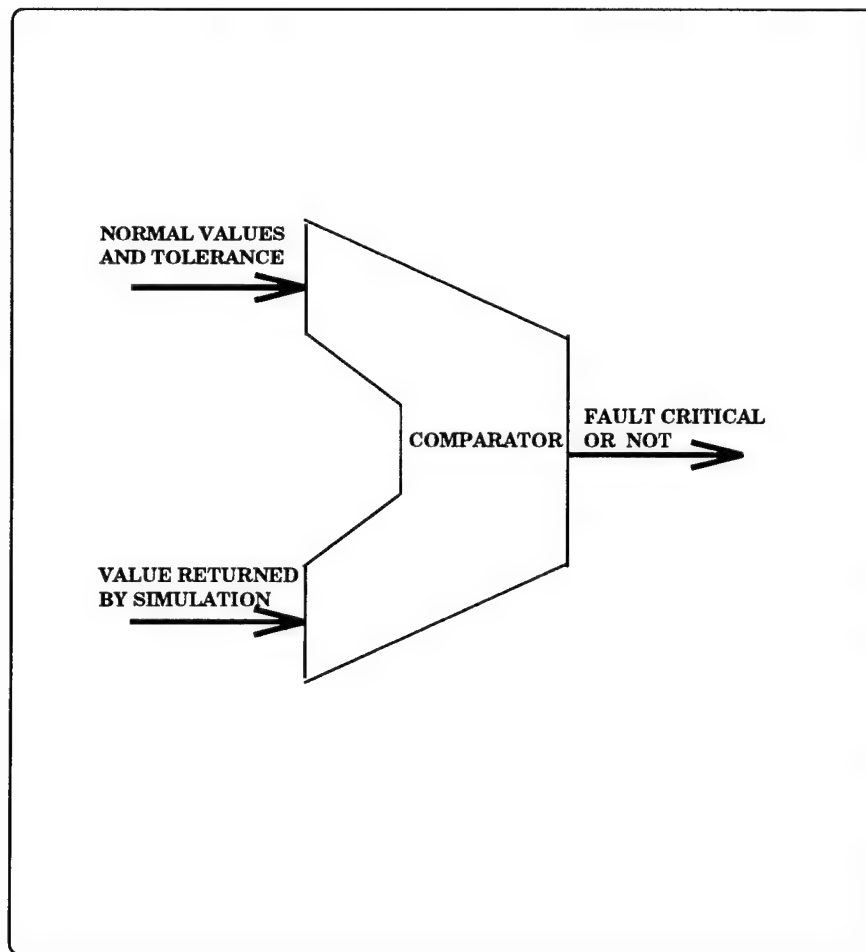 NORMAL VALUES
AND TOLERANCE
COMPARATOR
FAULT CRITICAL
OR NOT
VALUE RETURNED
BY SIMULATION